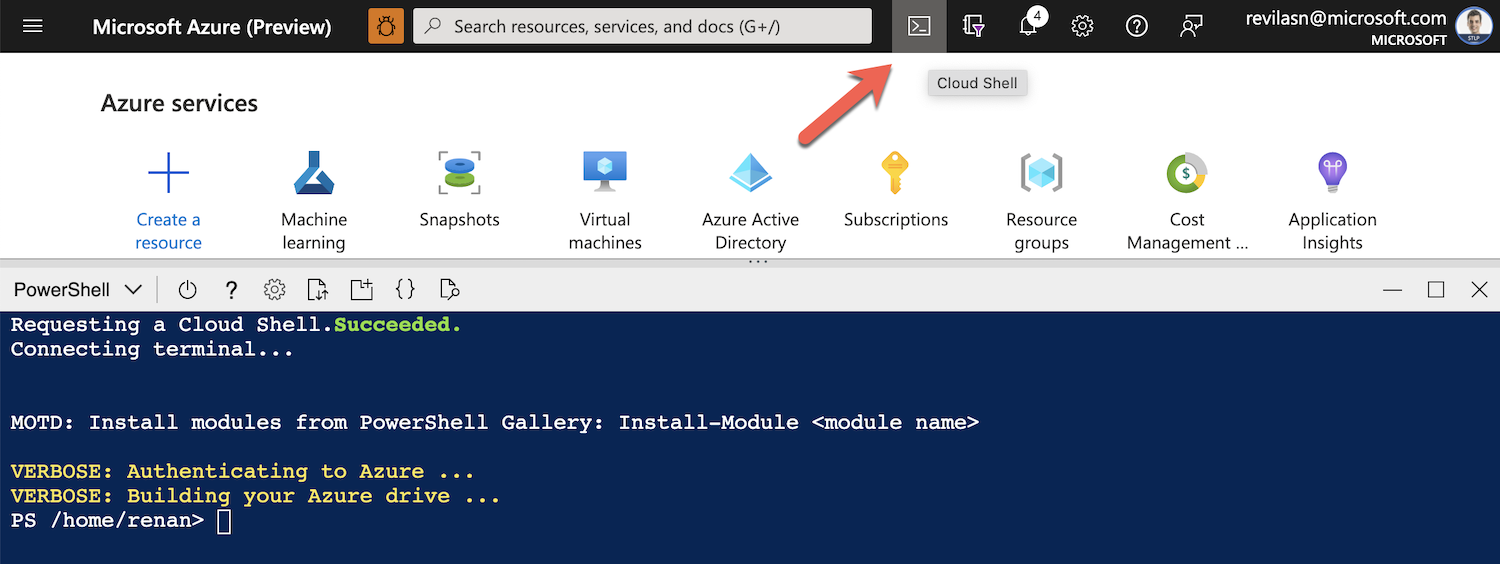 Microsoft Azure (Preview)
Search resources, services, and docs (G+/)
4
revilasn@microsoft.com
MICROSOFT
STLP
Cloud Shell
Azure services
Create a
resource
Machine
learning
Snapshots
Virtual
machines
Azure Active
Directory
Subscriptions
Resource
groups
Cost
Management ...
Application
Insights
PowerShell
Requesting a Cloud Shell.Succeeded.
Connecting terminal...
MOTD: Install modules from PowerShell Gallery: Install-Module <module name>
VERBOSE: Authenticating to Azure ...
VERBOSE: Building your Azure drive ...
PS /home/renan>